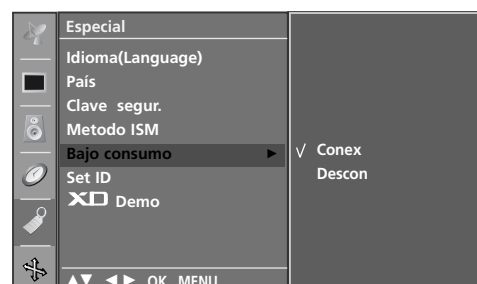 Especial
Idioma(Language)
País
Clave segur.
Metodo ISM
Bajo consumo ►
Set ID
XD Demo
√ Conex
Descon
▲▼ ◄► OK MENU